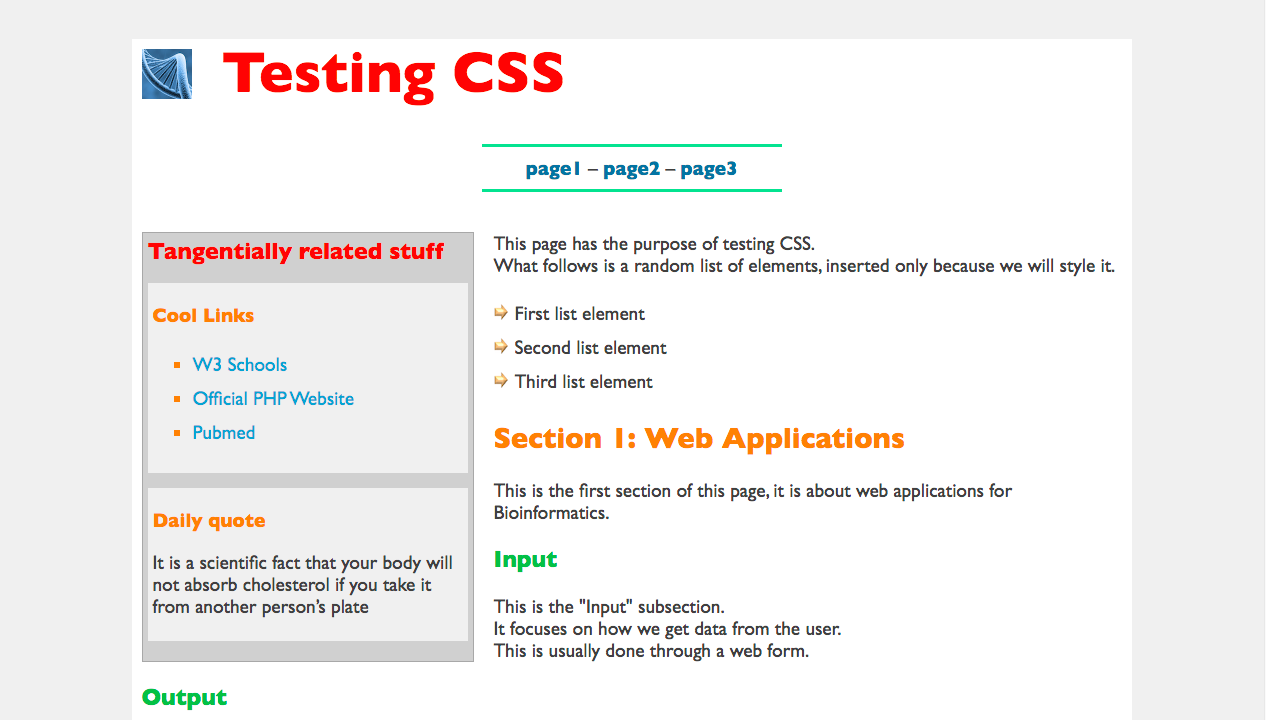 Testing CSS
page1 – page2 – page3
Tangentially related stuff
Cool Links
W3 Schools
Official PHP Website
Pubmed
Daily quote
It is a scientific fact that your body will
not absorb cholesterol if you take it
from another person’s plate
This page has the purpose of testing CSS.
What follows is a random list of elements, inserted only because we will style it.
First list element
Second list element
Third list element
Section 1: Web Applications
This is the first section of this page, it is about web applications for
Bioinformatics.
Input
This is the "Input" subsection.
It focuses on how we get data from the user.
This is usually done through a web form.
Output